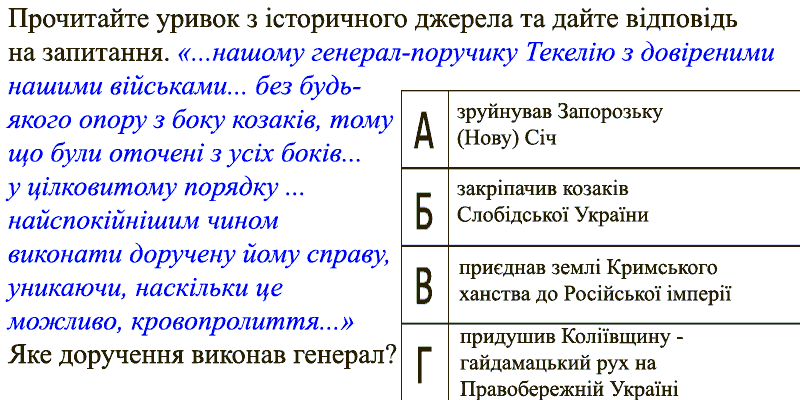 Прочитайте уривок з історичного джерела та дайте відповідь
на запитання. «...нашому генерал-поручику Текелію з довіреними
нашими військами... без будь-
якого опору з боку козаків, тому
що були оточені з усіх боків...
у цілковитому порядку ...
найспокійнішим чином
виконати доручену йому справу,
уникаючи, наскільки це
можливо, кровопролиття...»
Яке доручення виконав генерал?
А
зруйнував Запорозьку
(Нову) Січ
Б
закріпачив козаків
Слобідської України
В
приєднав землі Кримського
ханства до Російської імперії
Г
придушив Коліївщину -
гайдамацький рух на
Правобережній Україні